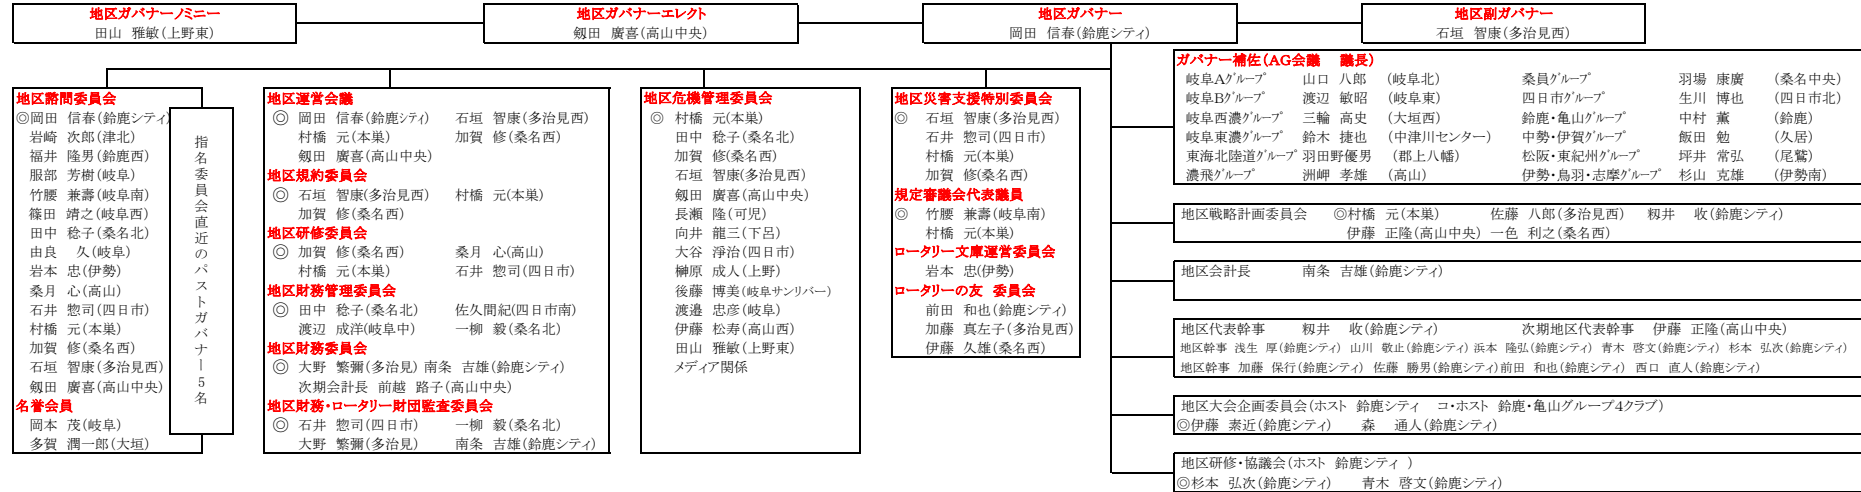 地区ガバナーノミニー
田山　雅敏(上野東)
地区ガバナーエレクト
剱田　廣喜(高山中央)
地区ガバナー
岡田　信春(鈴鹿シティ)
地区副ガバナー
石垣　智康(多治見西)
地区諮問委員会
◎岡田　信春(鈴鹿シティ)
岩崎　次郎(津北)
福井　隆男(鈴鹿西)
服部　芳樹(岐阜)
竹腰　兼壽(岐阜南)
篠田　靖之(岐阜西)
田中　稔子(桑名北)
由良　久(岐阜)
岩本　忠(伊勢)
桑月　心(高山)
石井　惣司(四日市)
村橋　元(本巣)
加賀　修(桑名西)
石垣　智康(多治見西)
剱田　廣喜(高山中央)
名誉会員
岡本　茂(岐阜)
多賀　潤一郎(大垣)
指名委員会直近のパストガバナー5名
地区運営会議
◎　岡田　信春(鈴鹿シティ)　石垣　智康(多治見西)
村橋　元(本巣)　加賀　修(桑名西)
剱田　廣喜(高山中央)
地区規約委員会
◎　石垣　智康(多治見西)　村橋　元(本巣)
加賀　修(桑名西)
地区研修委員会
◎　加賀　修(桑名西)　桑月　心(高山)
村橋　元(本巣)　石井　惣司(四日市)
地区財務管理委員会
◎　田中　稔子(桑名北)　佐久間紀(四日市南)
渡辺　成洋(岐阜中)　一柳　毅(桑名北)
地区財務委員会
◎　大野　繁彌(多治見)　南条　吉雄(鈴鹿シティ)
次期会計長　前越　路子(高山中央)
地区財務・ロータリー財団監査委員会
◎　石井　惣司(四日市)　一柳　毅(桑名北)
大野　繁彌(多治見)　南条　吉雄(鈴鹿シティ)
地区危機管理委員会
◎　村橋　元(本巣)
田中　稔子(桑名北)
加賀　修(桑名西)
石垣　智康(多治見西)
剱田　廣喜(高山中央)
長瀬　隆(可児)
向井　龍三(下呂)
大谷　淨治(四日市)
榊原　成人(上野)
後藤　博美(岐阜サンリバー)
渡邉　忠彦(岐阜)
伊藤　松寿(高山西)
田山　雅敏(上野東)
メディア関係
地区災害支援特別委員会
◎　石垣　智康(多治見西)
石井　惣司(四日市)
村橋　元(本巣)
加賀　修(桑名西)
規定審議会代表議員
◎　竹腰　兼壽(岐阜南)
村橋　元(本巣)
ロータリー文庫運営委員会
岩本　忠(伊勢)
ロータリーの友　委員会
前田　和也(鈴鹿シティ)
加藤　真左子(多治見西)
伊藤　久雄(桑名西)
ガバナー補佐(AG会議　議長)
岐阜Aグループ　山口　八郎　(岐阜北)　桑員グループ　羽場　康廣　(桑名中央)
岐阜Bグループ　渡辺　敏昭　(岐阜東)　四日市グループ　生川　博也　(四日市北)
岐阜西濃グループ　三輪　高史　(大垣西)　鈴鹿・亀山グループ　中村　薫　(鈴鹿)
岐阜東濃グループ　鈴木　捷也　(中津川センター)　中勢・伊賀グループ　飯田　勉　(久居)
東海北陸道グループ　羽田野優男　(郡上八幡)　松阪・東紀州グループ　坪井　常弘　(尾鷲)
濃飛グループ　洲岬　孝雄　(高山)　伊勢・鳥羽・志摩グループ　杉山　克雄　(伊勢南)
地区戦略計画委員会　◎村橋　元(本巣)　佐藤　八郎(多治見西)　籾井　收(鈴鹿シティ)
伊藤　正隆(高山中央)　一色　利之(桑名西)
地区会計長　南条　吉雄(鈴鹿シティ)
地区代表幹事　籾井　收(鈴鹿シティ)　次期地区代表幹事　伊藤　正隆(高山中央)
地区幹事　浅生　厚(鈴鹿シティ)　山川　敬止(鈴鹿シティ)　浜本　隆弘(鈴鹿シティ)　青木　啓文(鈴鹿シティ)　杉本　弘次(鈴鹿シティ)
地区幹事　加藤　保行(鈴鹿シティ)　佐藤　勝男(鈴鹿シティ)前田　和也(鈴鹿シティ)　西口　直人(鈴鹿シティ)
地区大会企画委員会(ホスト　鈴鹿シティ　コ・ホスト　鈴鹿・亀山グループ4クラブ)
◎伊藤　素近(鈴鹿シティ)　森　通人(鈴鹿シティ)
地区研修・協議会(ホスト　鈴鹿シティ )
◎杉本　弘次(鈴鹿シティ)　青木　啓文(鈴鹿シティ)